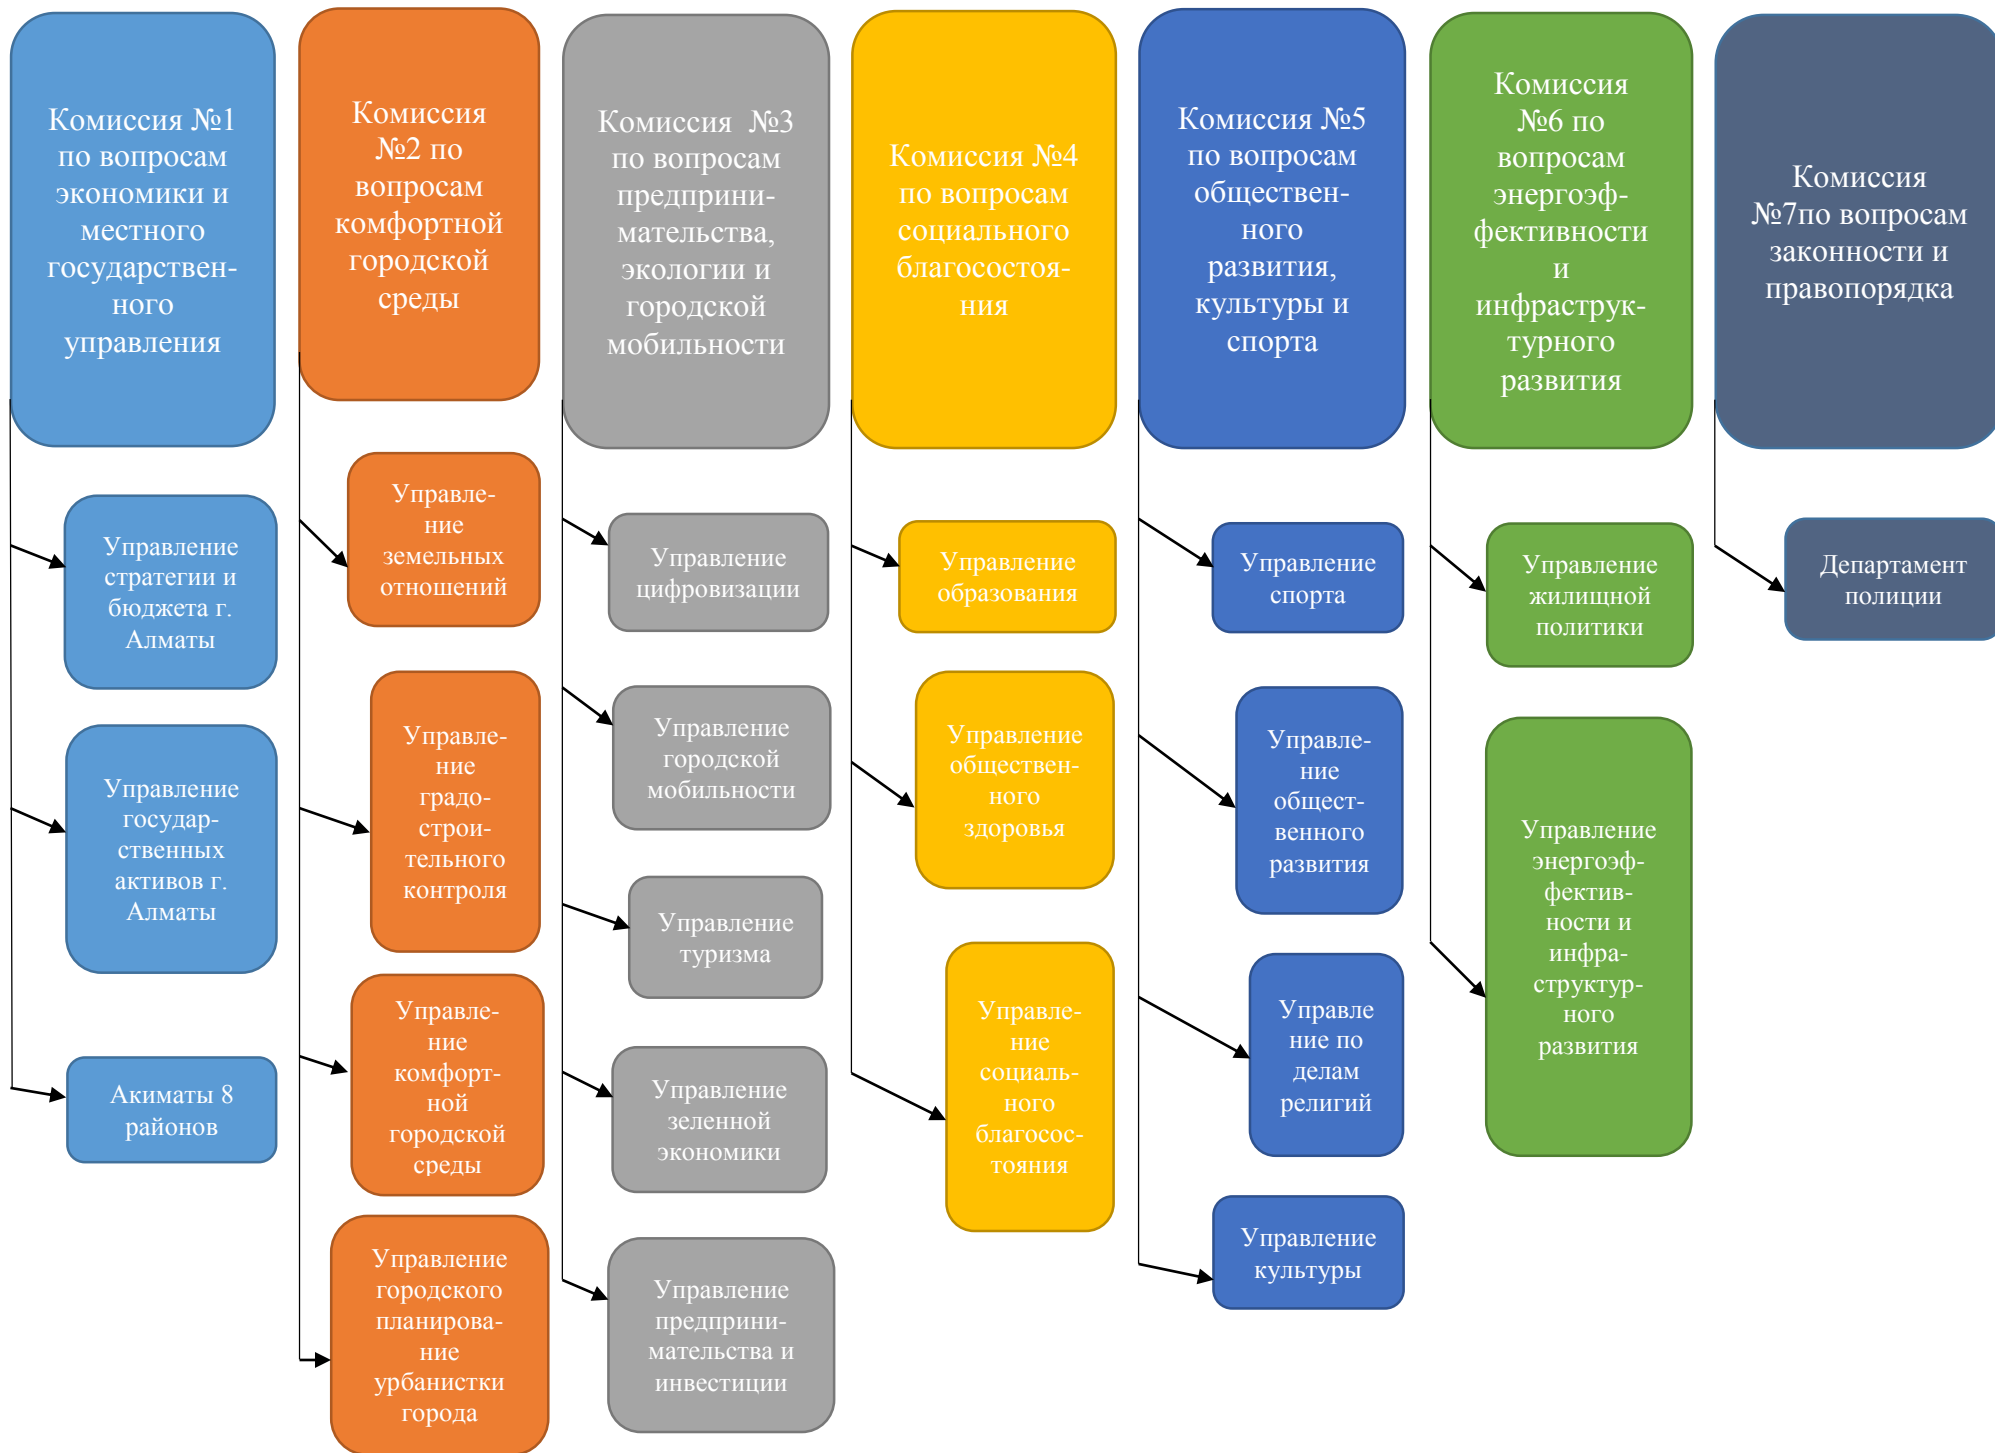 Комиссия №1
по вопросам
экономики и
местного
государствен-
ного
управления
Управление
стратегии и
бюджета г.
Алматы
Управление
государ-
ственных
активов г.
Алматы
Акиматы 8
районов
Комиссия
№2 по
вопросам
комфортной
городской
среды
Управле-
ние
земельных
отношений
Управле-
ние
градо-
строи-
тельного
контроля
Управле-
ние
комфорт-
ной
городской
среды
Управление
городского
планирова-
ние
урбанистки
города
Комиссия  №3
по вопросам
предприни-
мательства,
экологии и
городской
мобильности
Управление
цифровизации
Управление
городской
мобильности
Управление
туризма
Управление
зеленной
экономики
Управление
предприни-
мательства и
инвестиции
Комиссия №4
по вопросам
социального
благосостоя-
ния
Управление
образования
Управление
обществен-
ного
здоровья
Управле-
ние
социаль-
ного
благосос-
тояния
Комиссия №5
по вопросам
обществен-
ного
развития,
культуры и
спорта
Управление
спорта
Управле-
ние
общест-
венного
развития
Управле
ние по
делам
религий
Управление
культуры
Комиссия
№6 по
вопросам
энергоэф-
фективности
и
инфраструк-
турного
развития
Управление
жилищной
политики
Управление
энергоэф-
фектив-
ности и
инфра-
структур-
ного
развития
Комиссия
№7по вопросам
законности и
правопорядка
Департамент
полиции